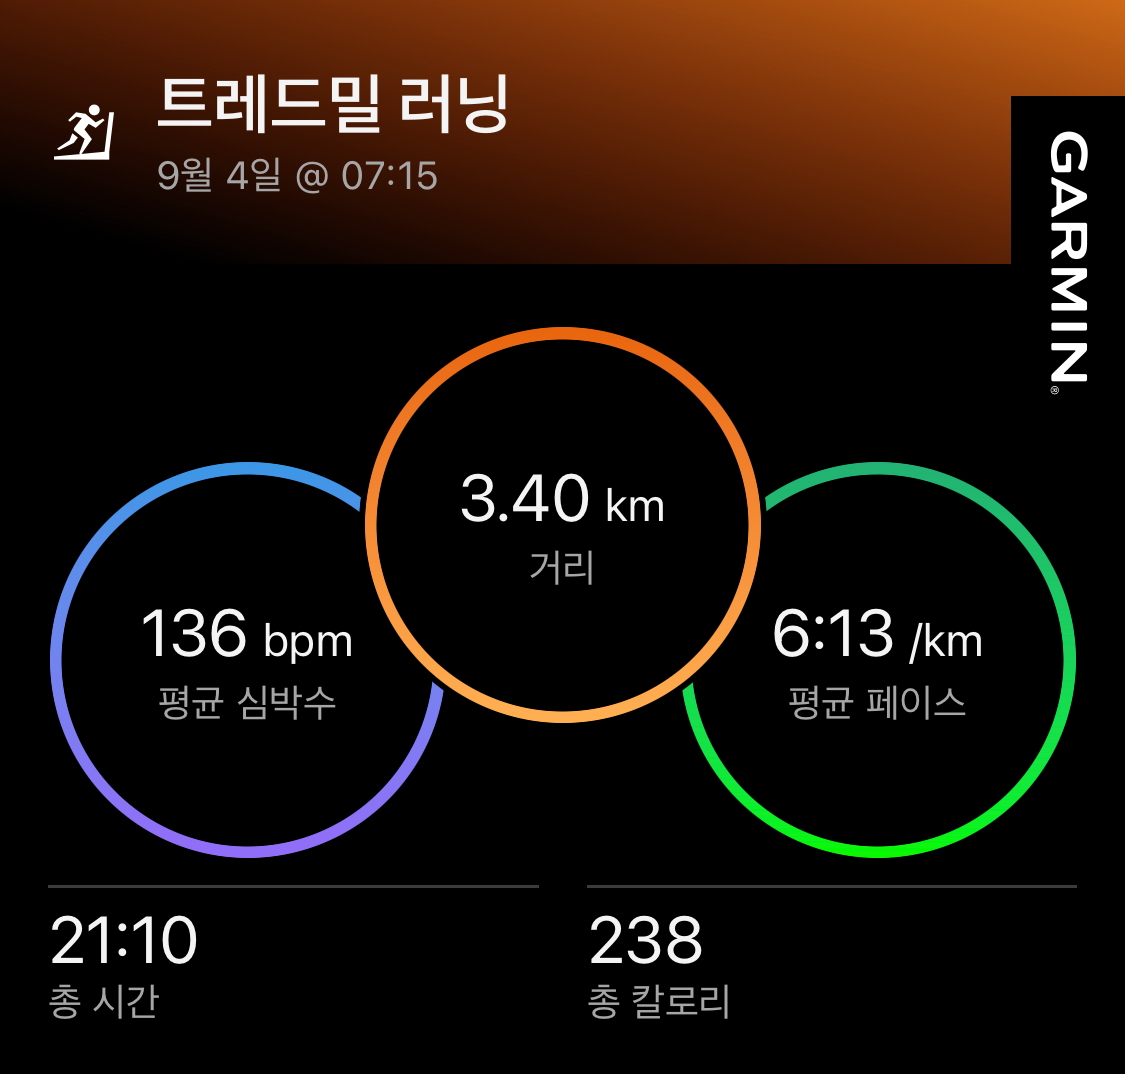 트레드밀 러닝
9월 4일 @ 07:15
GARMIN®
3.40 km
거리
136 bpm
평균 심박수
6:13 /km
평균 페이스
21:10
총 시간
238
총 칼로리